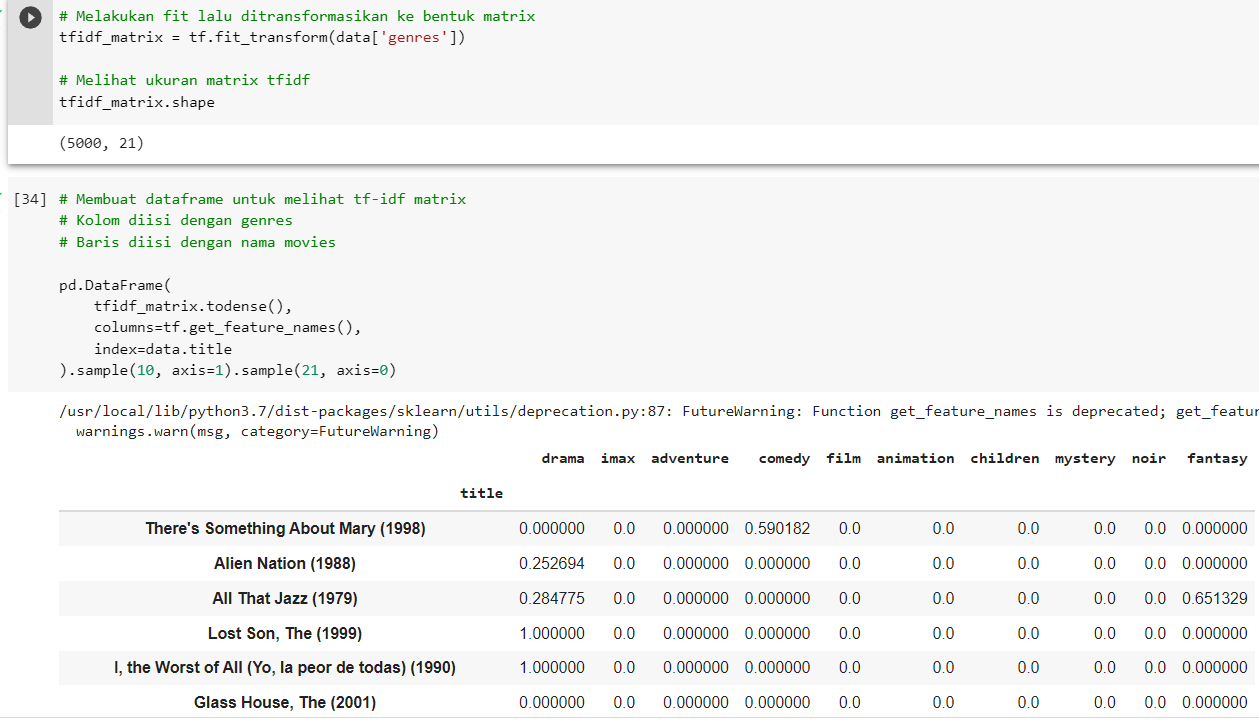 # Melakukan fit lalu ditransformasikan ke bentuk matrix
tfidf_matrix = tf.fit_transform(data['genres'])
# Melihat ukuran matrix tfidf
tfidf_matrix.shape
(5000, 21)
[34] # Membuat dataframe untuk melihat tf-idf matrix
# Kolom diisi dengan genres
# Baris diisi dengan nama movies
pd.DataFrame(
    tfidf_matrix.todense(),
    columns=tf.get_feature_names(),
    index=data.title
).sample(10, axis=1).sample(21, axis=0)
/usr/local/lib/python3.7/dist-packages/sklearn/utils/deprecation.py:87: FutureWarning: Function get_feature_names is deprecated; get_featur
  warnings.warn(msg, category=FutureWarning)
drama imax adventure comedy film animation children mystery noir fantasy
title
There's Something About Mary (1998) 0.000000 0.0 0.000000 0.590182 0.0 0.0 0.0 0.0 0.0 0.000000
Alien Nation (1988) 0.252694 0.0 0.000000 0.000000 0.0 0.0 0.0 0.0 0.0 0.000000
All That Jazz (1979) 0.284775 0.0 0.000000 0.000000 0.0 0.0 0.0 0.0 0.0 0.651329
Lost Son, The (1999) 1.000000 0.0 0.000000 0.000000 0.0 0.0 0.0 0.0 0.0 0.000000
I, the Worst of All (Yo, la peor de todas) (1990) 1.000000 0.0 0.000000 0.000000 0.0 0.0 0.0 0.0 0.0 0.000000
Glass House, The (2001) 0.000000 0.0 0.000000 0.000000 0.0 0.0 0.0 0.0 0.0 0.000000